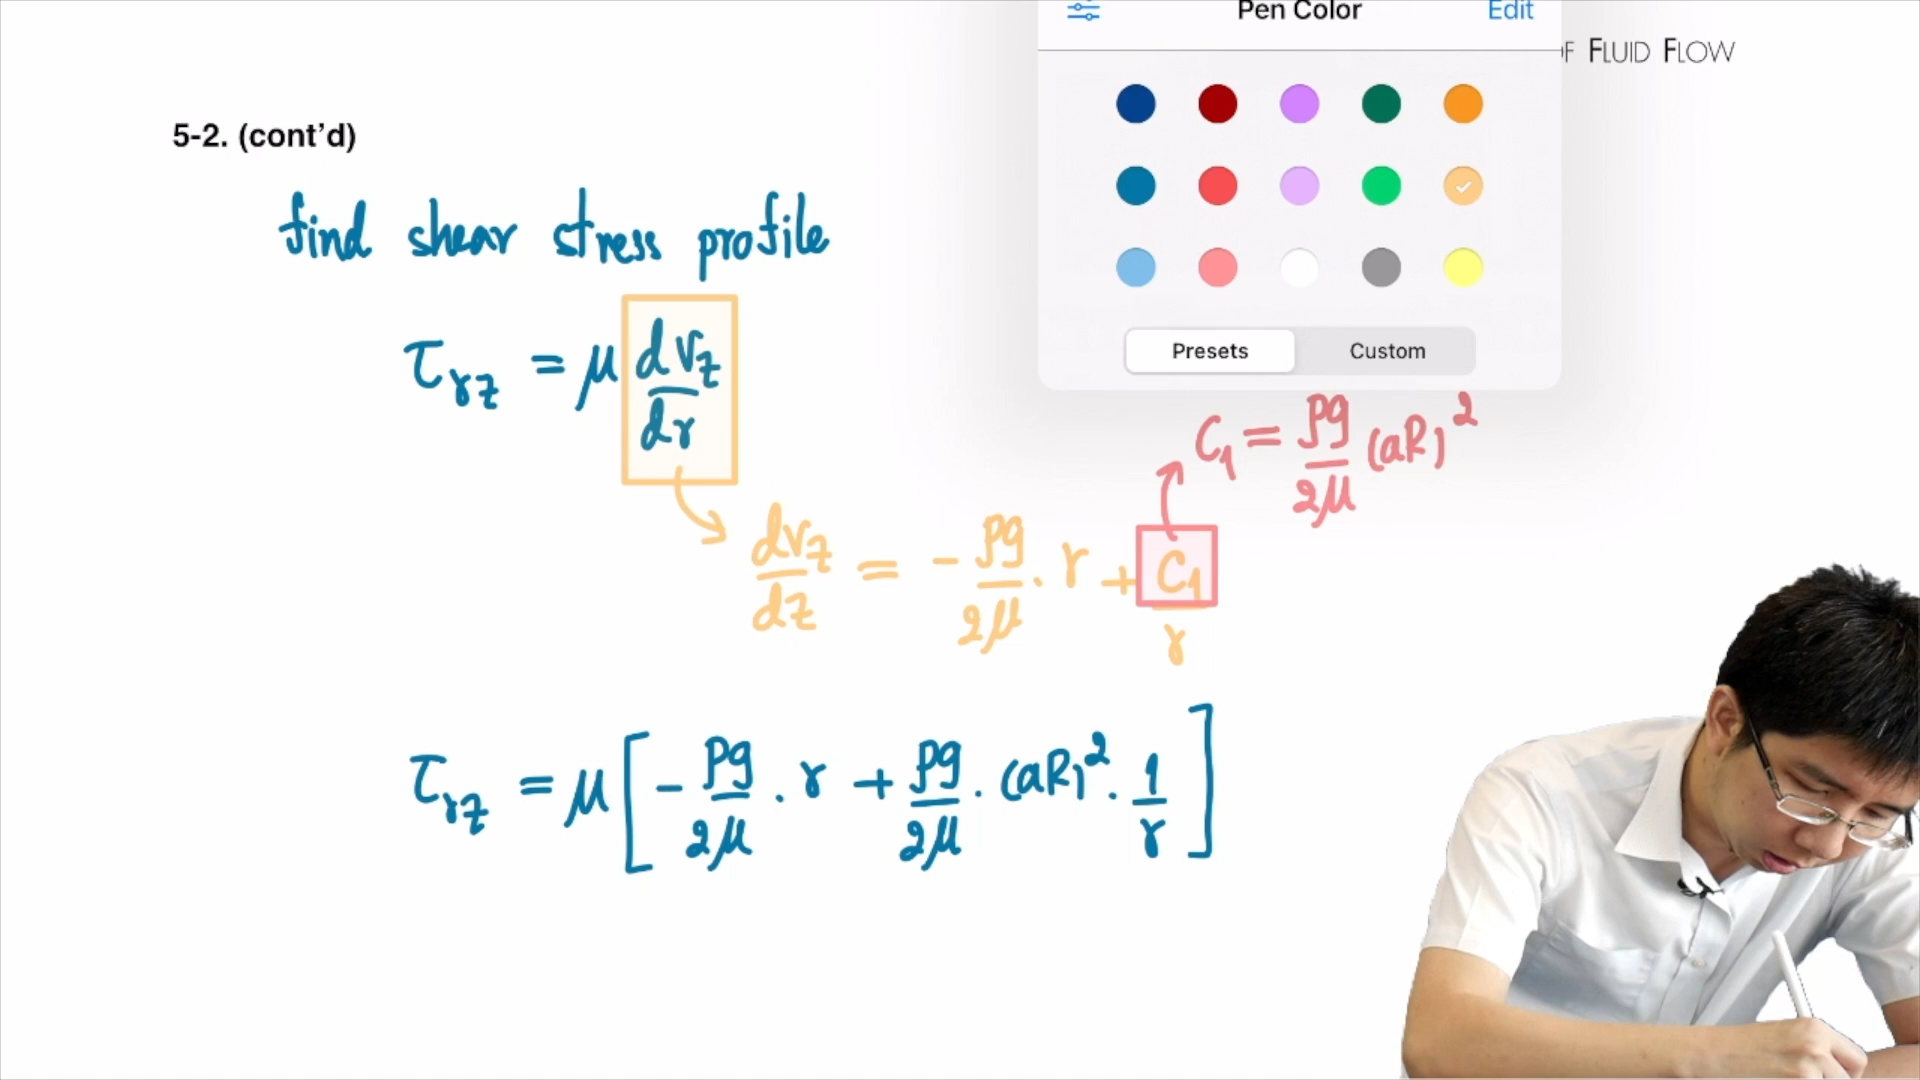 Pen Color
Edit
OF FLUID FLOW
5-2. (cont'd)
find shear stress profile
Presets
Custom
τrz = μ dvz/dr
C1 = ρg/2μ (aR)²
dvz/dz = - ρg/2μ · r + C1/r
τrz = μ [ - ρg/2μ · r + ρg/2μ · (aR)² · 1/r ]